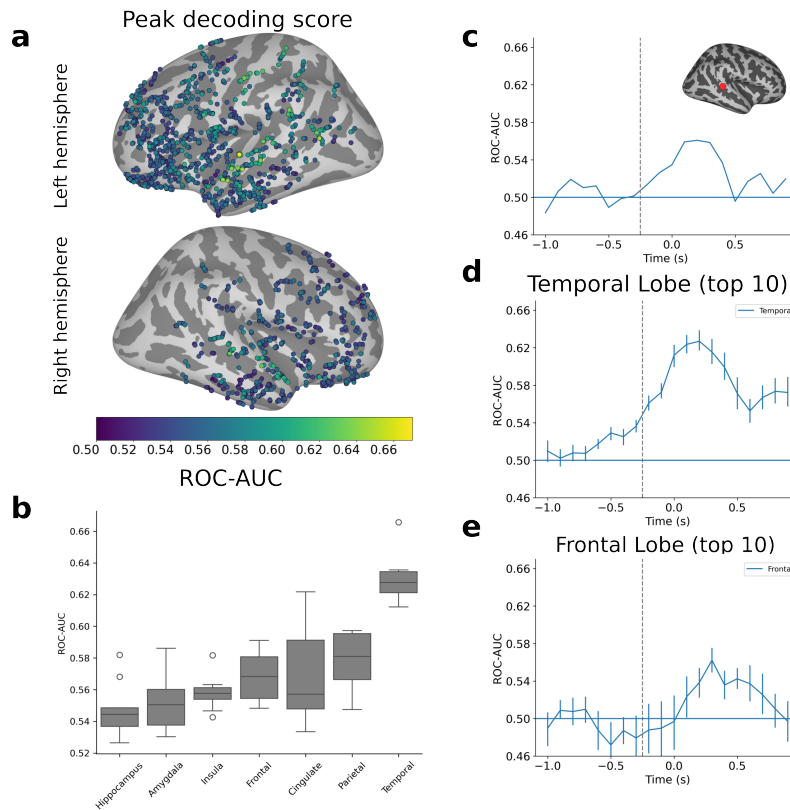 a
Peak decoding score
Left hemisphere
Right hemisphere
0.50 0.52 0.54 0.56 0.58 0.60 0.62 0.64 0.66
ROC-AUC
b
0.66
0.64
0.62
0.60
0.58
0.56
0.54
0.52
ROC-AUC
Hippocampus
Amygdala
Insula
Frontal
Cingulate
Parietal
Temporal
c
0.66
0.62
0.58
0.54
0.50
0.46
ROC-AUC
−1.0 −0.5 0.0 0.5
Time (s)
d
Temporal Lobe (top 10)
Tempora
0.66
0.62
0.58
0.54
0.50
0.46
ROC-AUC
−1.0 −0.5 0.0 0.5
Time (s)
e
Frontal Lobe (top 10)
Fronta
0.66
0.62
0.58
0.54
0.50
0.46
ROC-AUC
−1.0 −0.5 0.0 0.5
Time (s)